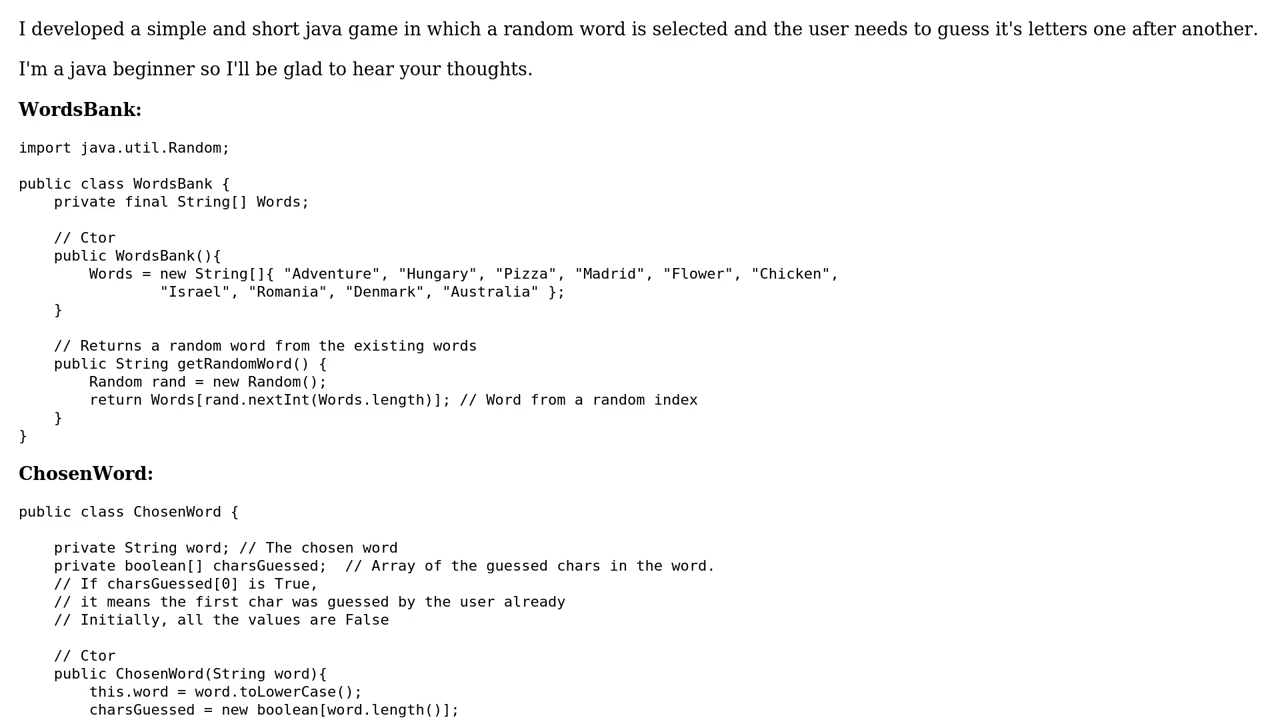 I developed a simple and short java game in which a random word is selected and the user needs to guess it's letters one after another.
I'm a java beginner so I'll be glad to hear your thoughts.
WordsBank:
import java.util.Random;
public class WordsBank {
    private final String[] Words;
    // Ctor
    public WordsBank(){
        Words = new String[]{ "Adventure", "Hungary", "Pizza", "Madrid", "Flower", "Chicken",
                "Israel", "Romania", "Denmark", "Australia" };
    }
    // Returns a random word from the existing words
    public String getRandomWord() {
        Random rand = new Random();
        return Words[rand.nextInt(Words.length)]; // Word from a random index
    }
}
ChosenWord:
public class ChosenWord {
    private String word; // The chosen word
    private boolean[] charsGuessed;  // Array of the guessed chars in the word.
    // If charsGuessed[0] is True,
    // it means the first char was guessed by the user already
    // Initially, all the values are False
    // Ctor
    public ChosenWord(String word){
        this.word = word.toLowerCase();
        charsGuessed = new boolean[word.length()];